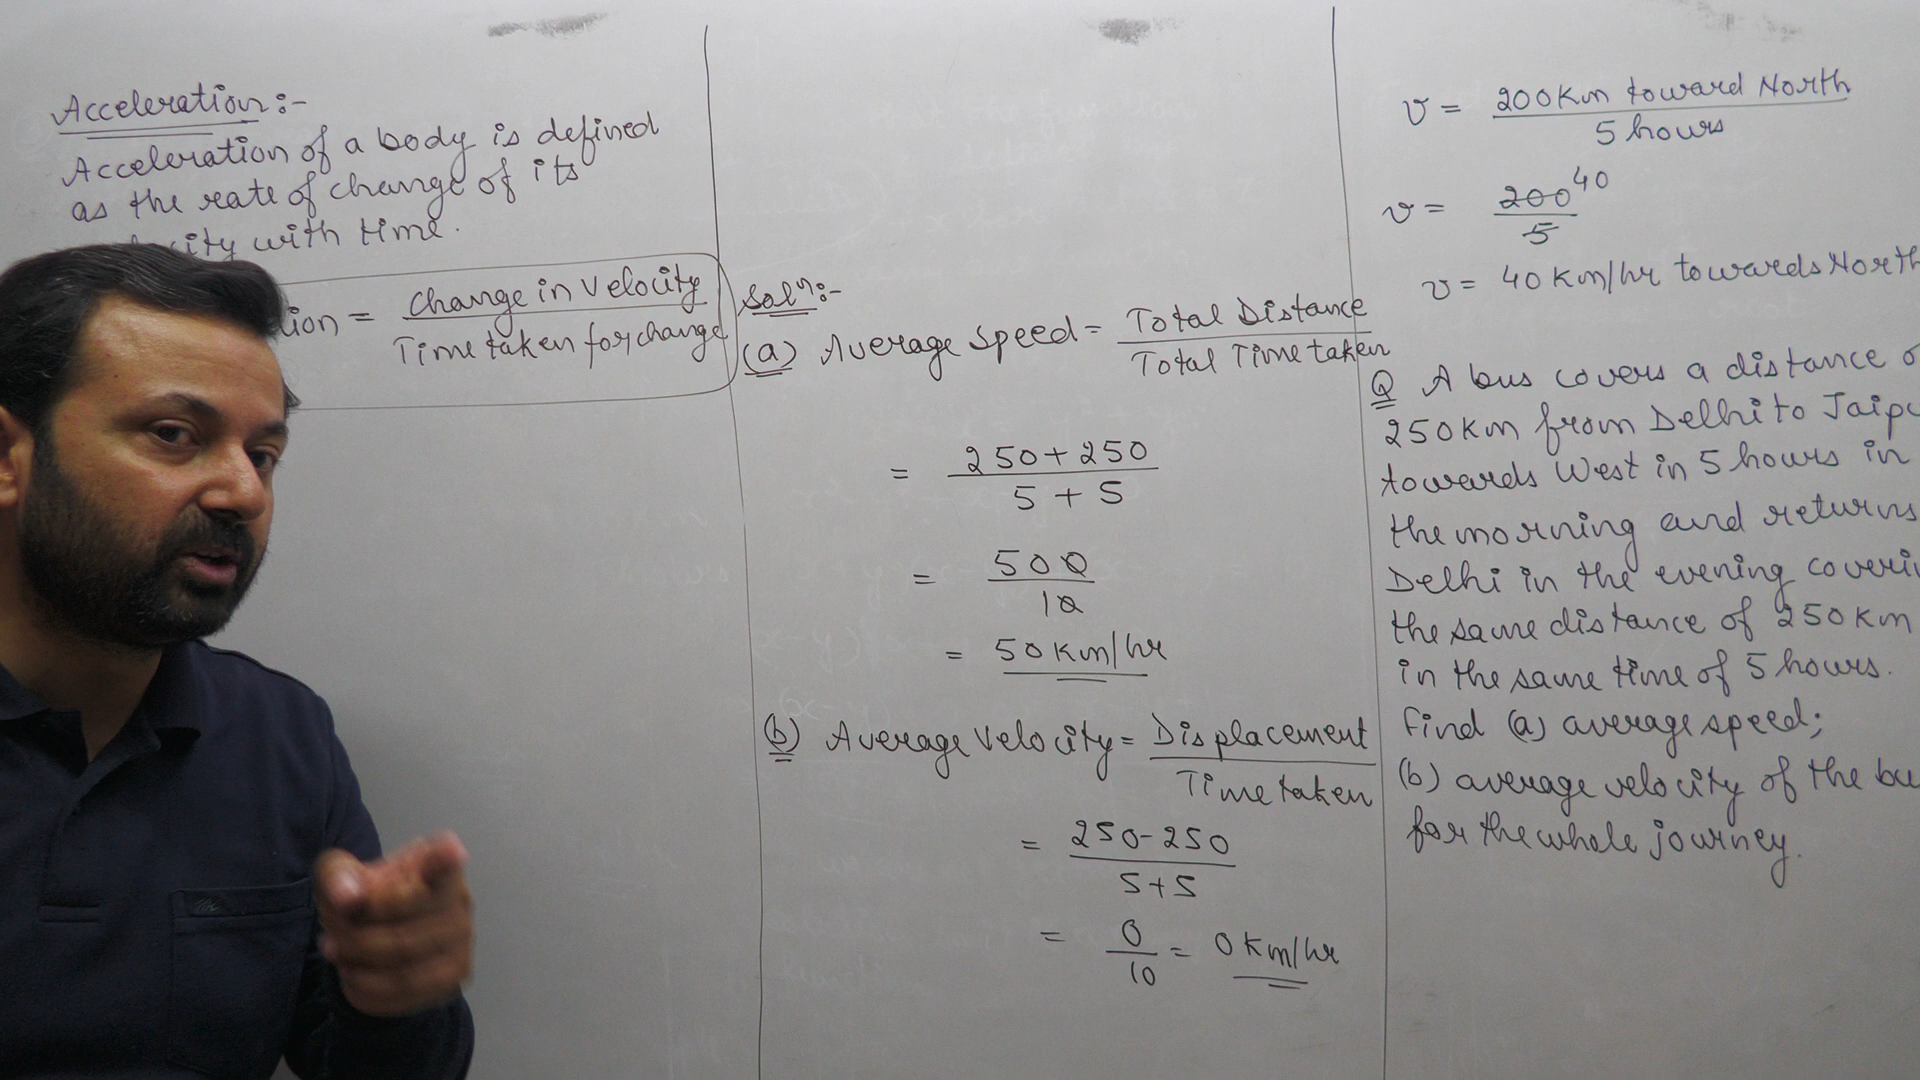 Acceleration:-
Acceleration of a body is defined
as the rate of change of its
city with time.
tion = Change in Velocity
Time taken for change
Soln:-
(a) Average Speed = Total Distance
Total Time taken
= 250 + 250
5 + 5
= 500
10
= 50 Km/hr
(b) Average Velocity = Displacement
Time taken
= 250 - 250
5 + 5
= 0
10 = 0 Km/hr
v = 200 Km toward North
5 hours
v = 200 40
5
v = 40 Km/hr towards North
Q A bus covers a distance o
250 Km from Delhi to Jaipu
towards West in 5 hours in
the morning and returns
Delhi in the evening coveri
the same distance of 250 Km
in the same time of 5 hours.
Find (a) average speed;
(b) average velocity of the bu
for the whole journey.